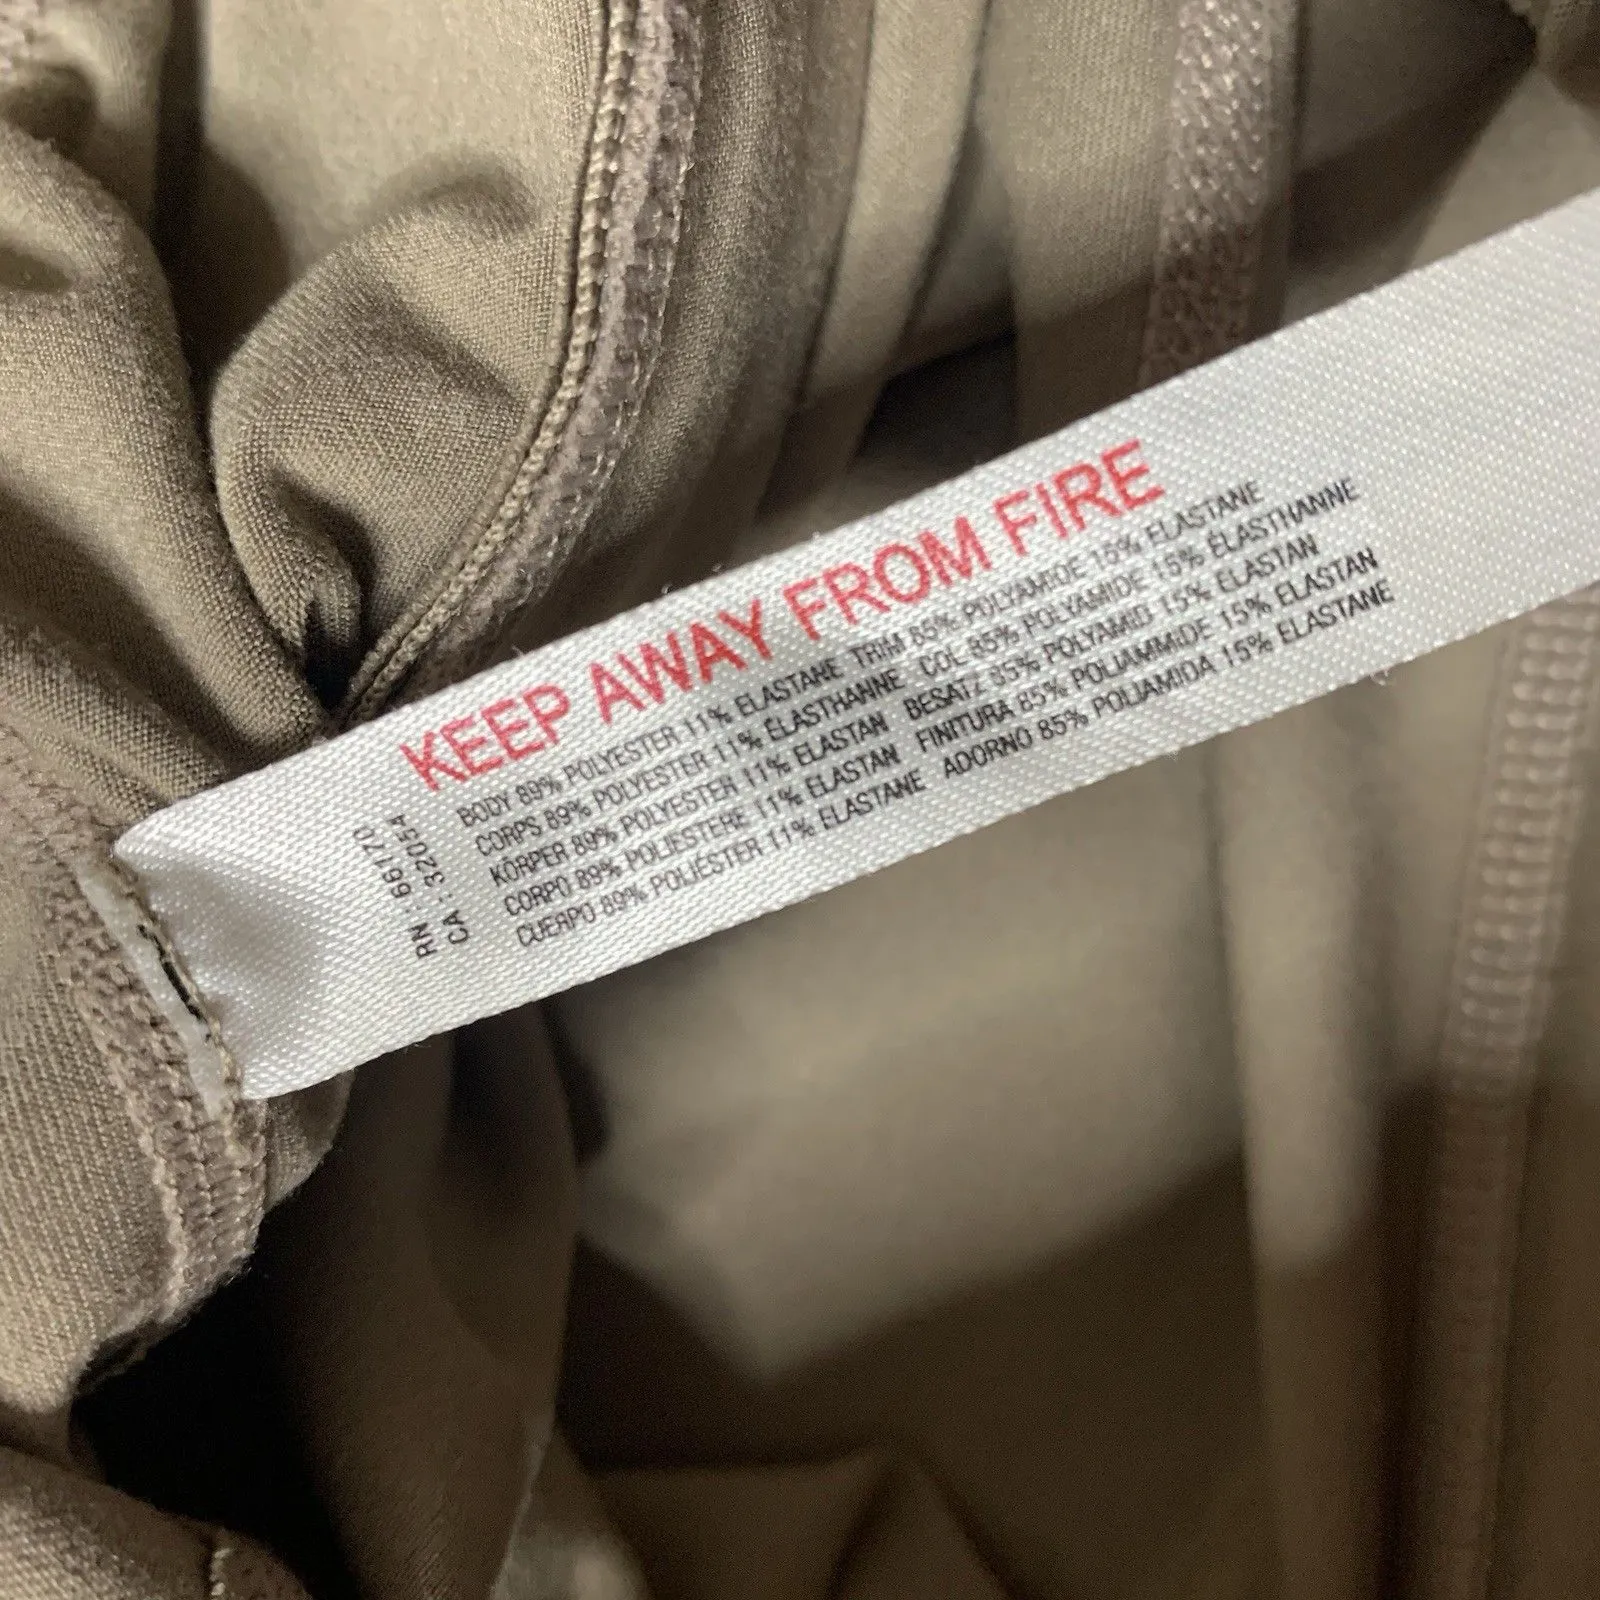 KEEP AWAY FROM FIRE
BODY 89% POLYESTER 11% ELASTANE TRIM 85% POLYAMIDE 15% ELASTANE
CORPS 89% POLYESTER 11% ÉLASTHANNE COL 85% POLYAMIDE 15% ÉLASTHANNE
KÖRPER 89% POLYESTER 11% ELASTAN BESATZ 85% POLYAMID 15% ELASTAN
CORPO 89% POLIESTERE 11% ELASTAN FINITURA 85% POLIAMMIDE 15% ELASTAN
CUERPO 89% POLIÉSTER 11% ELASTANE ADORNO 85% POLIAMIDA 15% ELASTANE
RN : 66170
CA : 322054